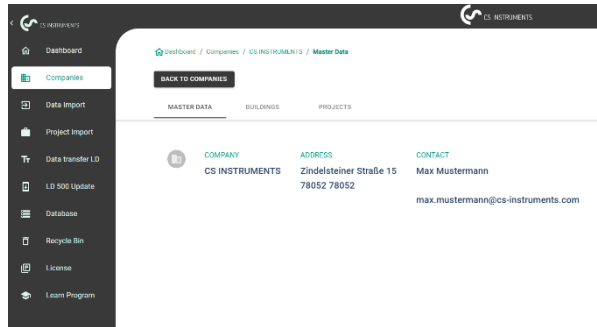 CS INSTRUMENTS
CS INSTRUMENTS
Dashboard
Companies
Data Import
Project Import
Data transfer LD
LD 500 Update
Database
Recycle Bin
License
Learn Program
Dashboard / Companies / CS INSTRUMENTS / Master Data
BACK TO COMPANIES
MASTER DATA BUILDINGS PROJECTS
COMPANY ADDRESS CONTACT
CS INSTRUMENTS Zindelsteiner Straße 15 Max Mustermann
78052 78052
max.mustermann@cs-instruments.com